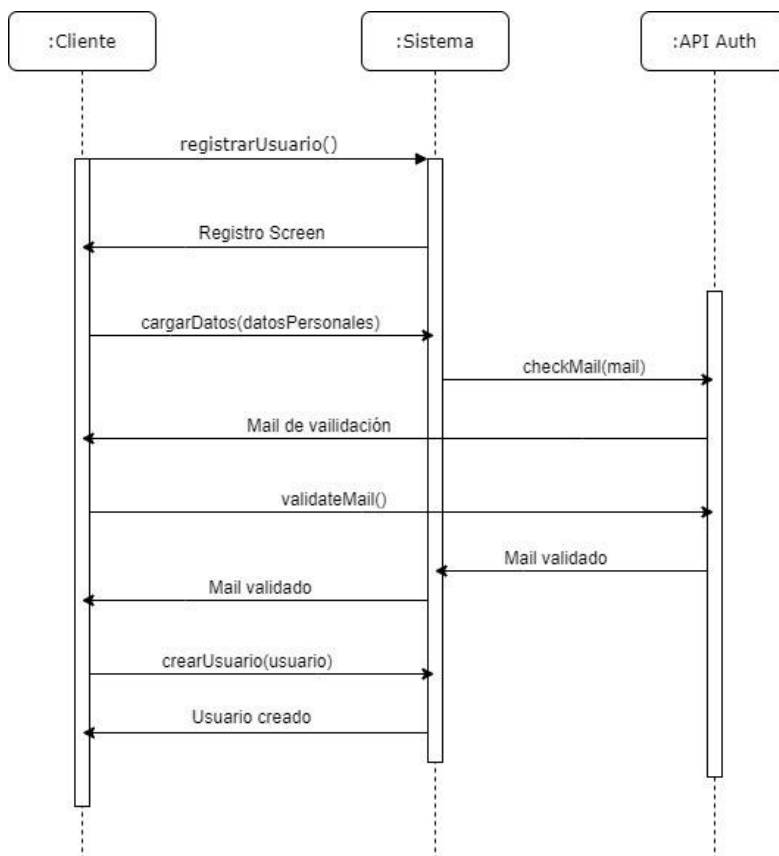 :Cliente
:Sistema
:API Auth
registrarUsuario()
Registro Screen
cargarDatos(datosPersonales)
checkMail(mail)
Mail de vailidación
validateMail()
Mail validado
Mail validado
crearUsuario(usuario)
Usuario creado